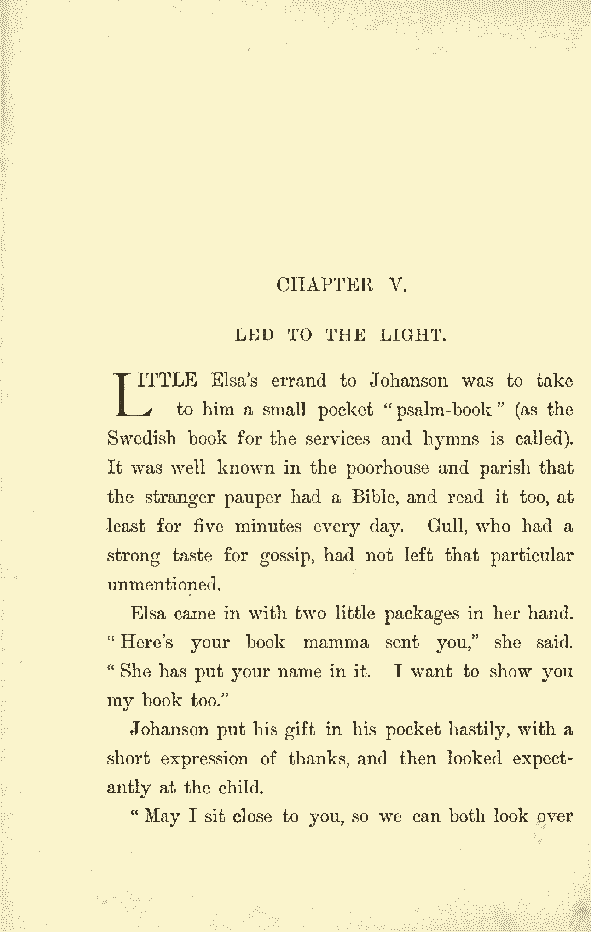 CHAPTER V.
LED TO THE LIGHT.
LITTLE Elsa's errand to Johanson was to take
to him a small pocket "psalm-book" (as the
Swedish book for the services and hymns is called).
It was well known in the poorhouse and parish that
the stranger pauper had a Bible, and read it too, at
least for five minutes every day. Gull, who had a
strong taste for gossip, had not left that particular
unmentioned.
Elsa came in with two little packages in her hand.
"Here's your book mamma sent you," she said.
"She has put your name in it. I want to show you
my book too."
Johanson put his gift in his pocket hastily, with a
short expression of thanks, and then looked expect-
antly at the child.
"May I sit close to you, so we can both look over